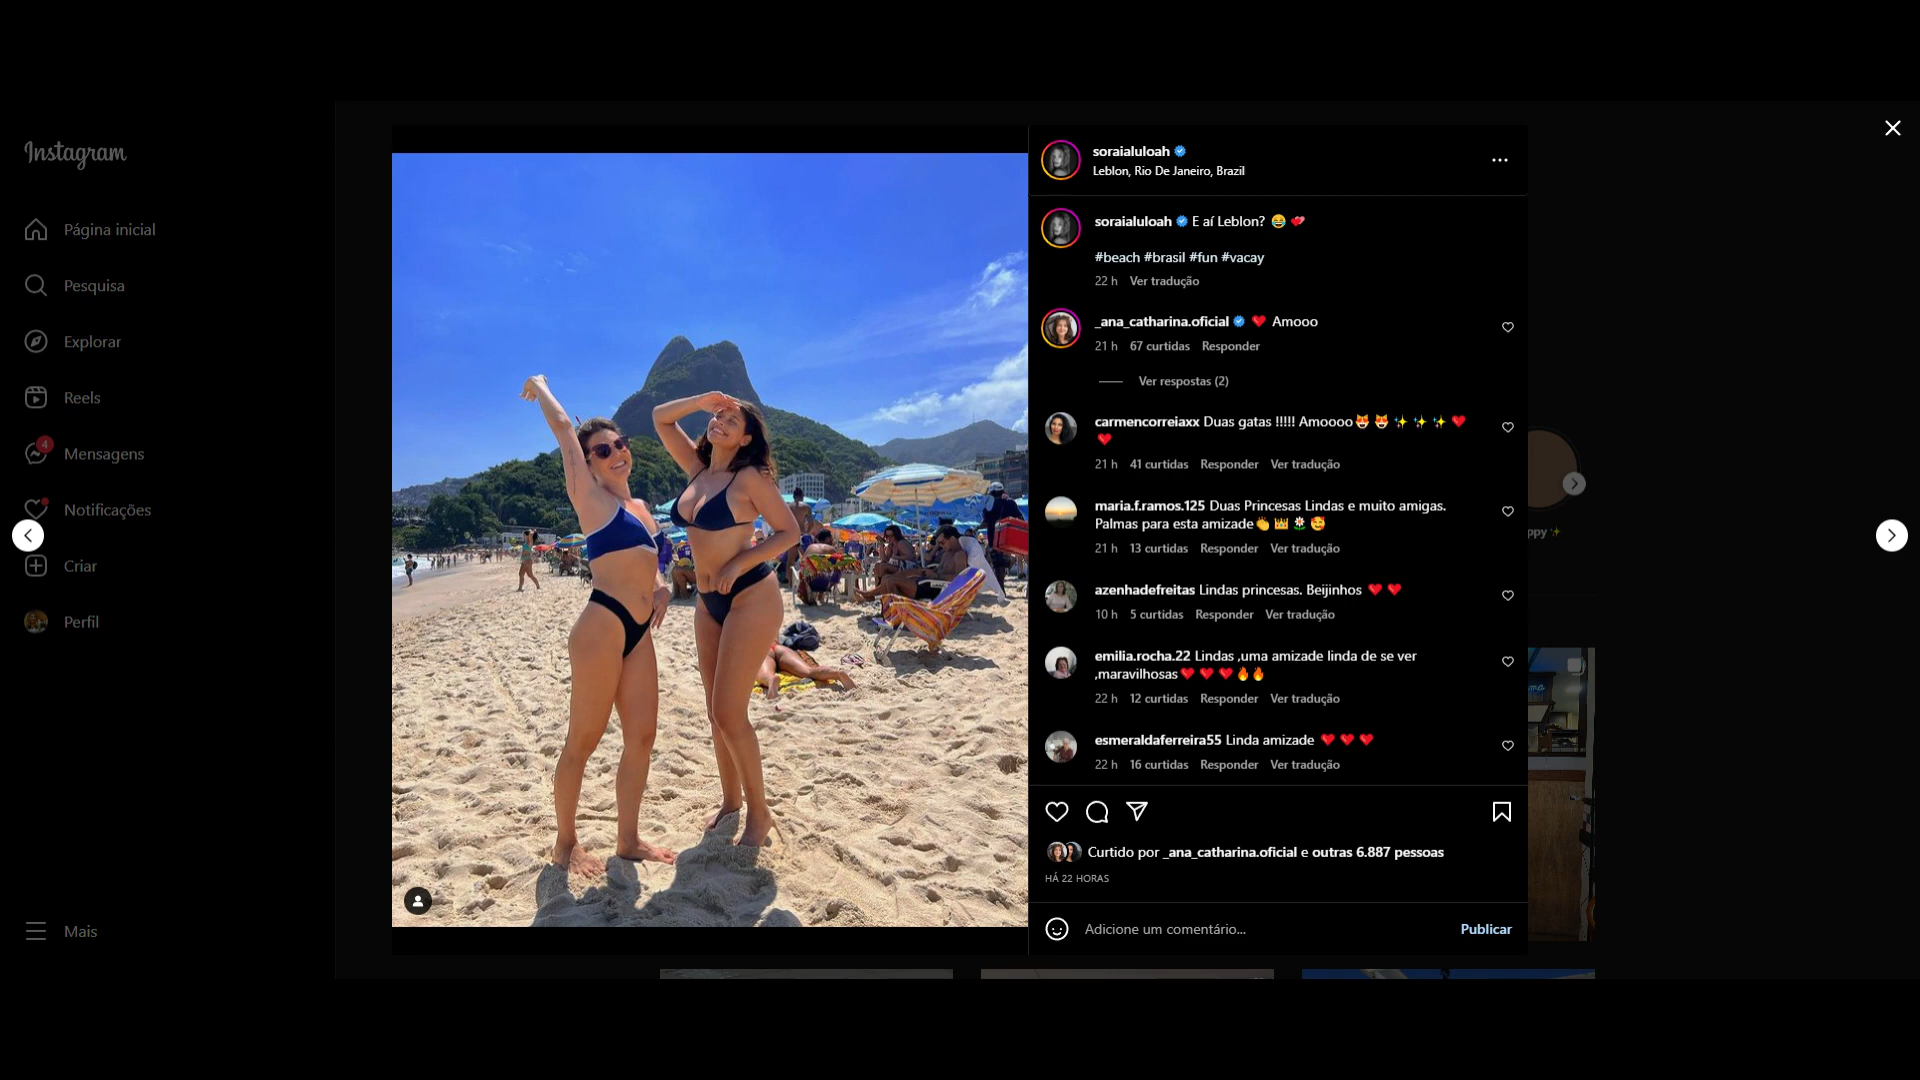 Instagram
Página inicial
Pesquisa
Explorar
Reels
4
Mensagens
Notificações
Criar
Perfil
Mais
soraialuloah
Leblon, Rio De Janeiro, Brazil
soraialuloah E aí Leblon? 😂 💕
#beach #brasil #fun #vacay
22 h Ver tradução
_ana_catharina.oficial ❤️ Amooo
21 h 67 curtidas Responder
Ver respostas (2)
carmencorreiaxx Duas gatas !!!!! Amoooo😻 😻 ✨ ✨ ✨ ❤️
❤️
21 h 41 curtidas Responder Ver tradução
maria.f.ramos.125 Duas Princesas Lindas e muito amigas.
Palmas para esta amizade👏 👑 🌼 🥰
21 h 13 curtidas Responder Ver tradução
azenhadefreitas Lindas princesas. Beijinhos ❤️ ❤️
10 h 5 curtidas Responder Ver tradução
emilia.rocha.22 Lindas ,uma amizade linda de se ver
,maravilhosas❤️ ❤️ ❤️🔥🔥
22 h 12 curtidas Responder Ver tradução
esmeraldaferreira55 Linda amizade ❤️ ❤️ ❤️
22 h 16 curtidas Responder Ver tradução
Curtido por _ana_catharina.oficial e outras 6.887 pessoas
HÁ 22 HORAS
Adicione um comentário...
Publicar
ppy ✨